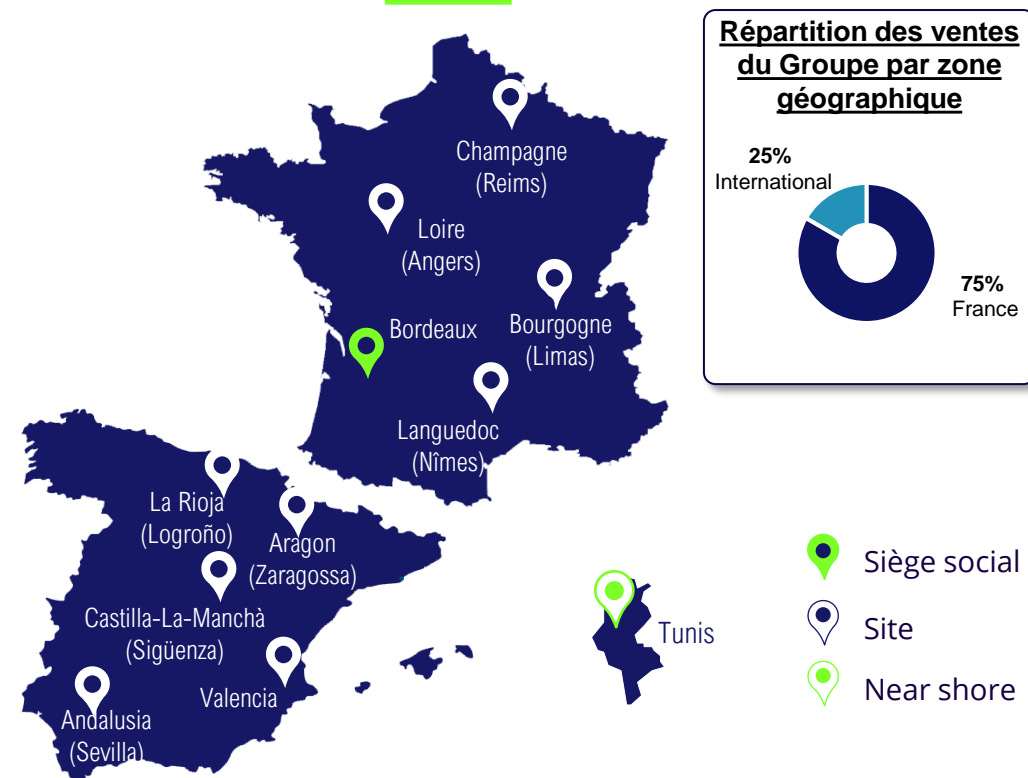 Répartition des ventes
du Groupe par zone
géographique
25%
International
75%
France
Champagne
(Reims)
Loire
(Angers)
Bordeaux
Bourgogne
(Limas)
Languedoc
(Nîmes)
La Rioja
(Logroño)
Aragon
(Zaragossa)
Castilla-La-Manchà
(Sigüenza)
Valencia
Andalusia
(Sevilla)
Tunis
Siège social
Site
Near shore